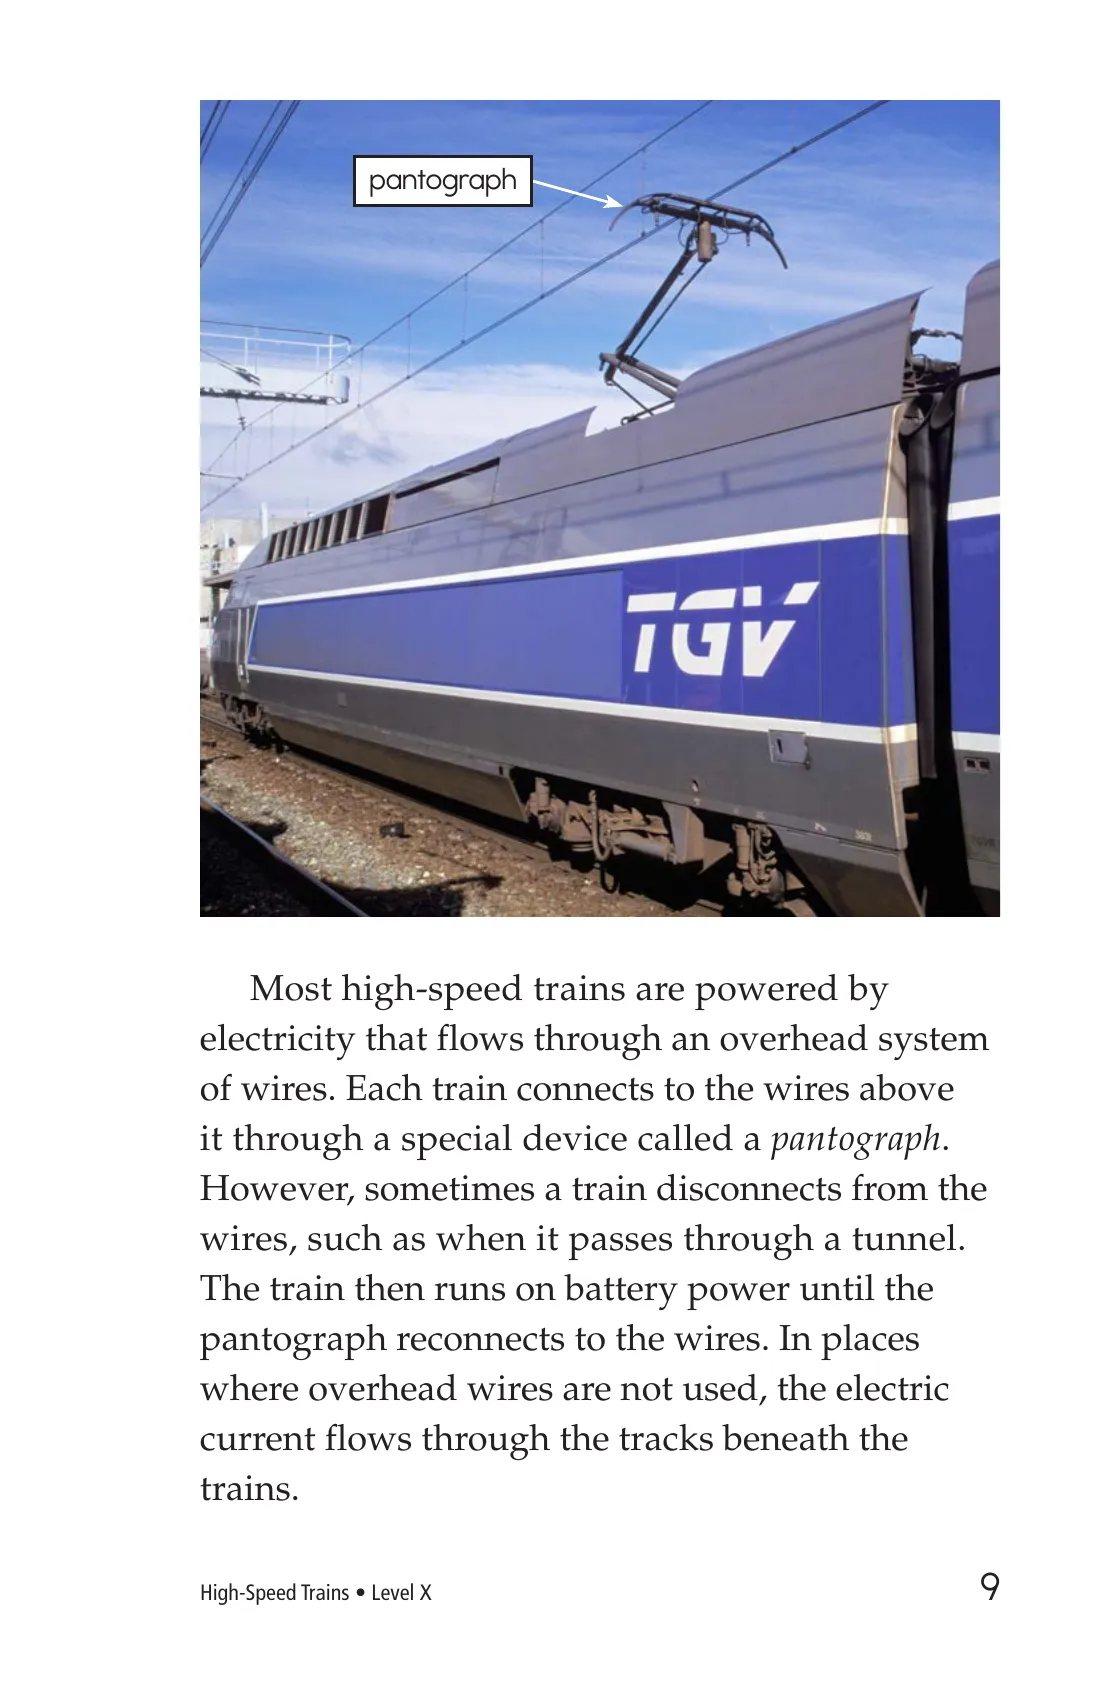 pantograph
TGV
Most high-speed trains are powered by
electricity that flows through an overhead system
of wires. Each train connects to the wires above
it through a special device called a pantograph.
However, sometimes a train disconnects from the
wires, such as when it passes through a tunnel.
The train then runs on battery power until the
pantograph reconnects to the wires. In places
where overhead wires are not used, the electric
current flows through the tracks beneath the
trains.
High-Speed Trains • Level X
9